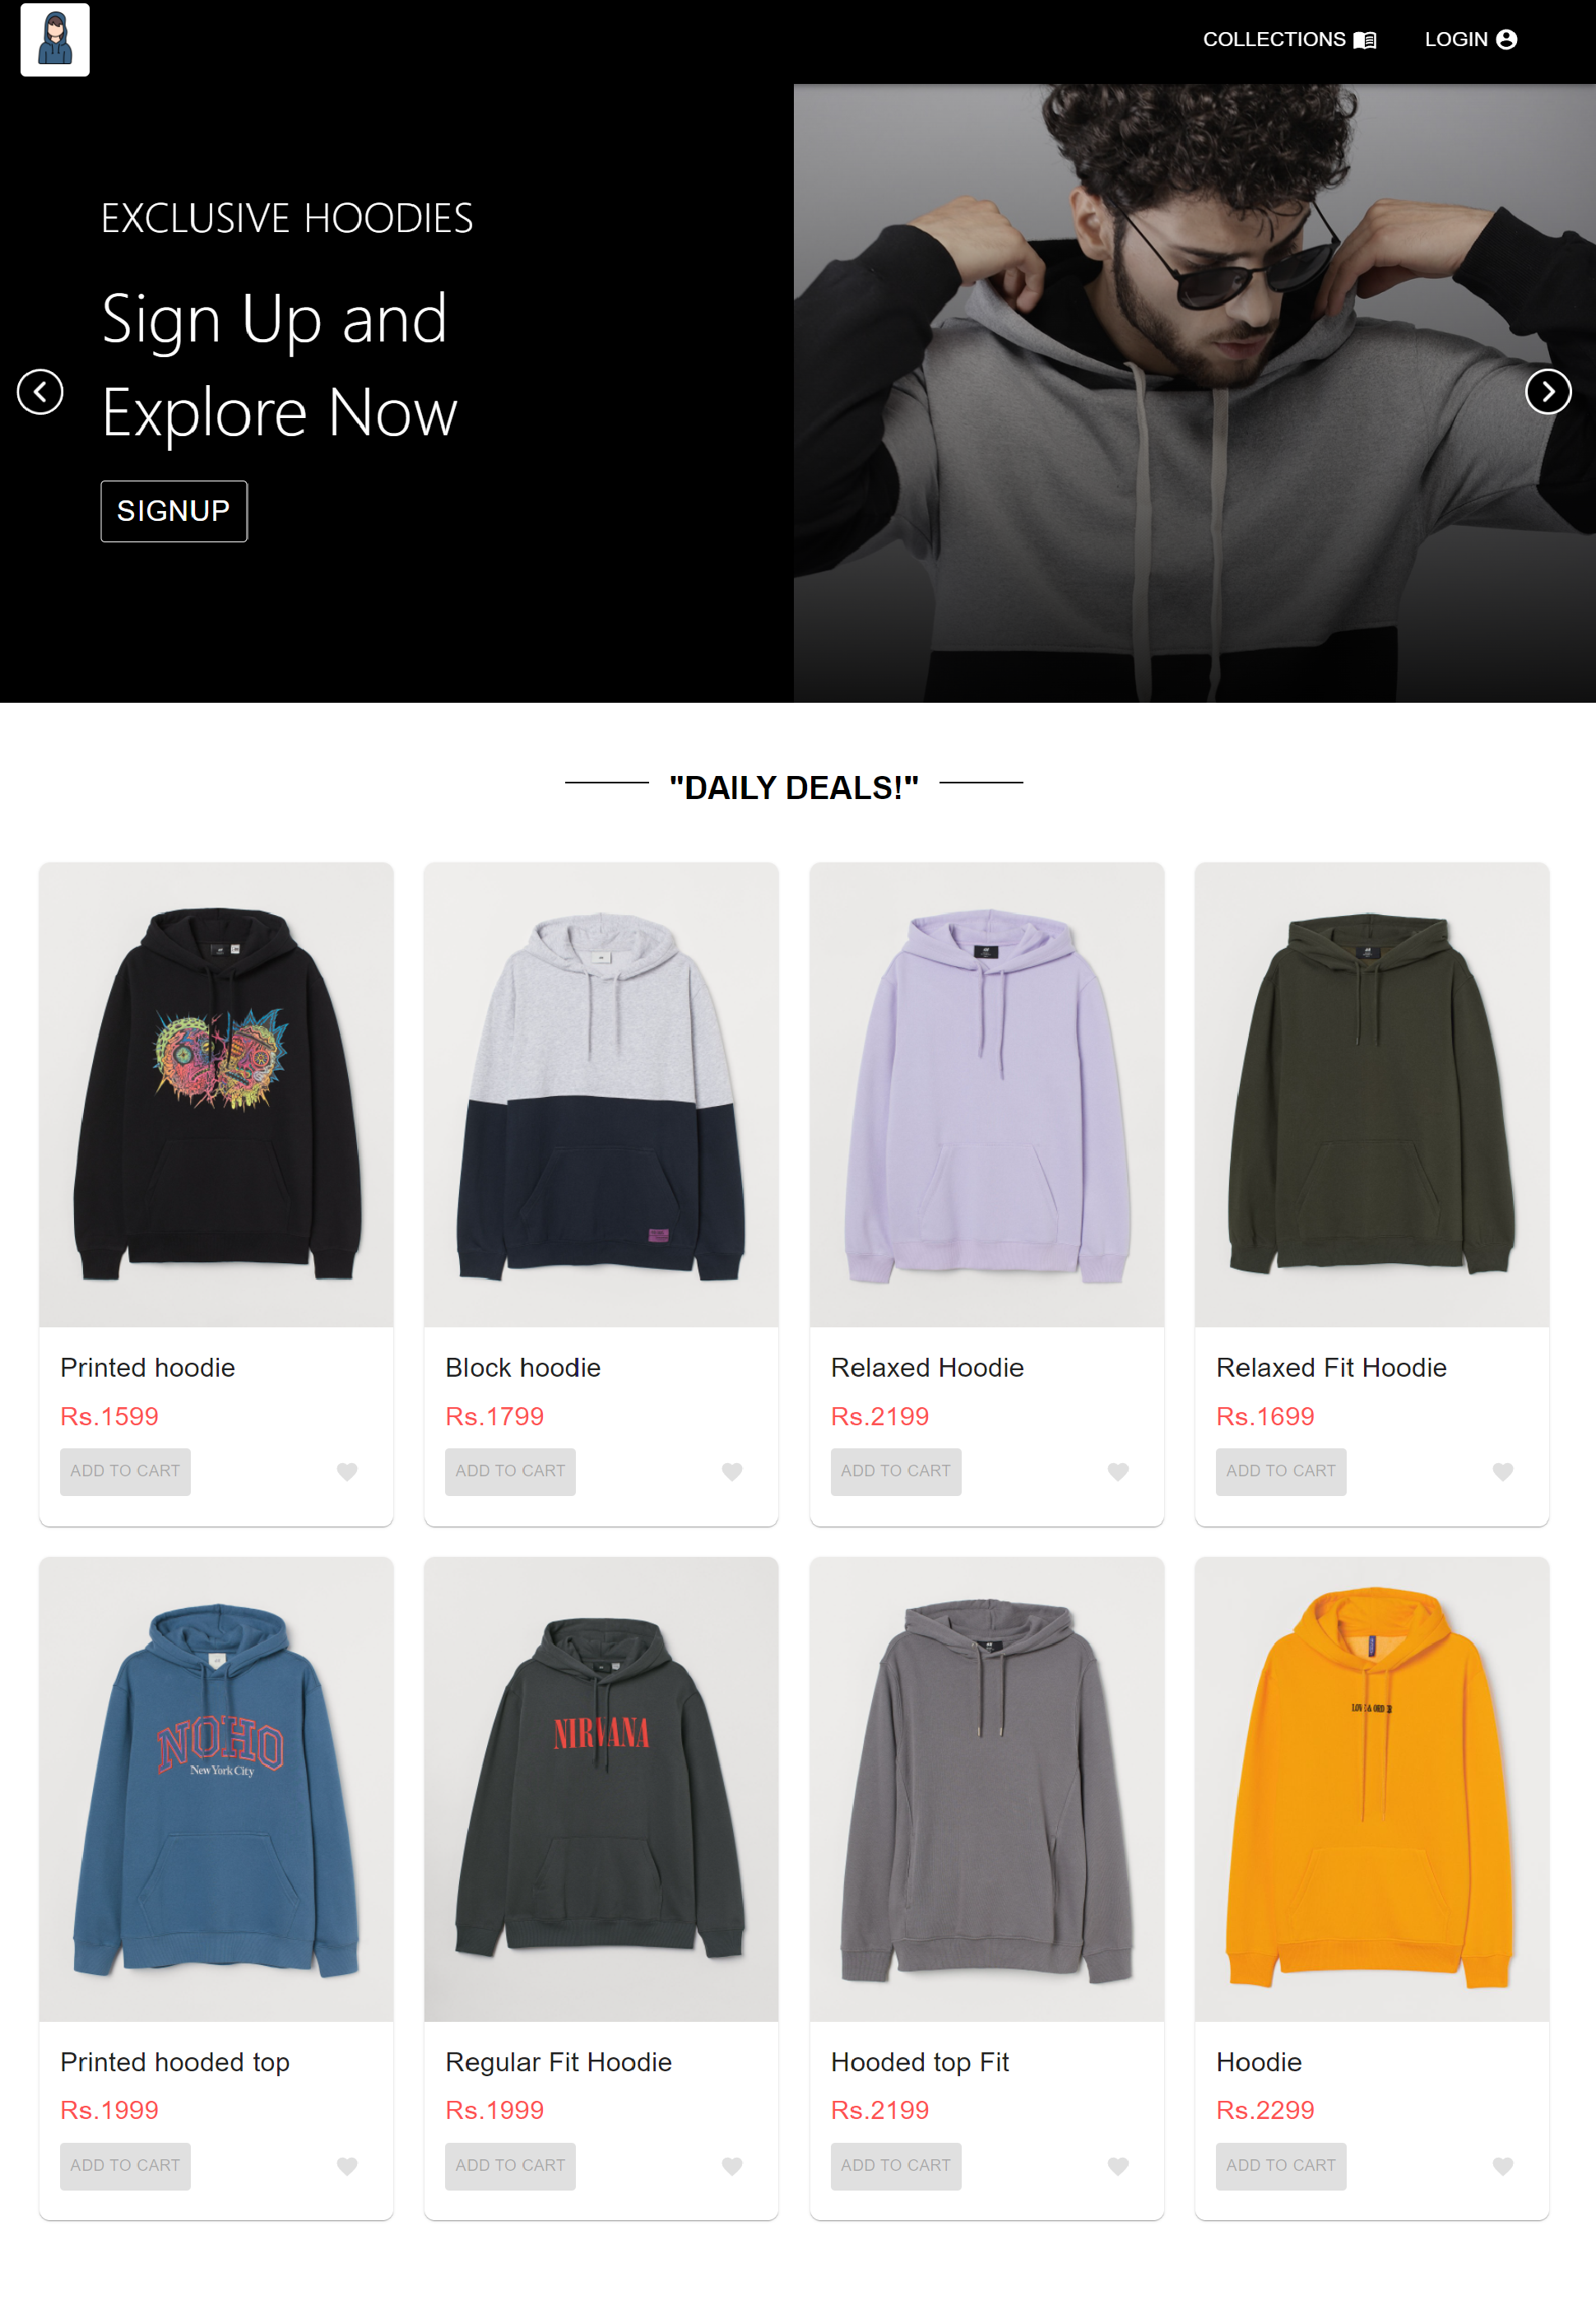 COLLECTIONS
LOGIN
EXCLUSIVE HOODIES
Sign Up and
Explore Now
SIGNUP
"DAILY DEALS!"
Printed hoodie
Rs.1599
ADD TO CART
Block hoodie
Rs.1799
ADD TO CART
Relaxed Hoodie
Rs.2199
ADD TO CART
Relaxed Fit Hoodie
Rs.1699
ADD TO CART
NOHO
New York City
Printed hooded top
Rs.1999
ADD TO CART
NIRVANA
Regular Fit Hoodie
Rs.1999
ADD TO CART
Hooded top Fit
Rs.2199
ADD TO CART
Hoodie
Rs.2299
ADD TO CART